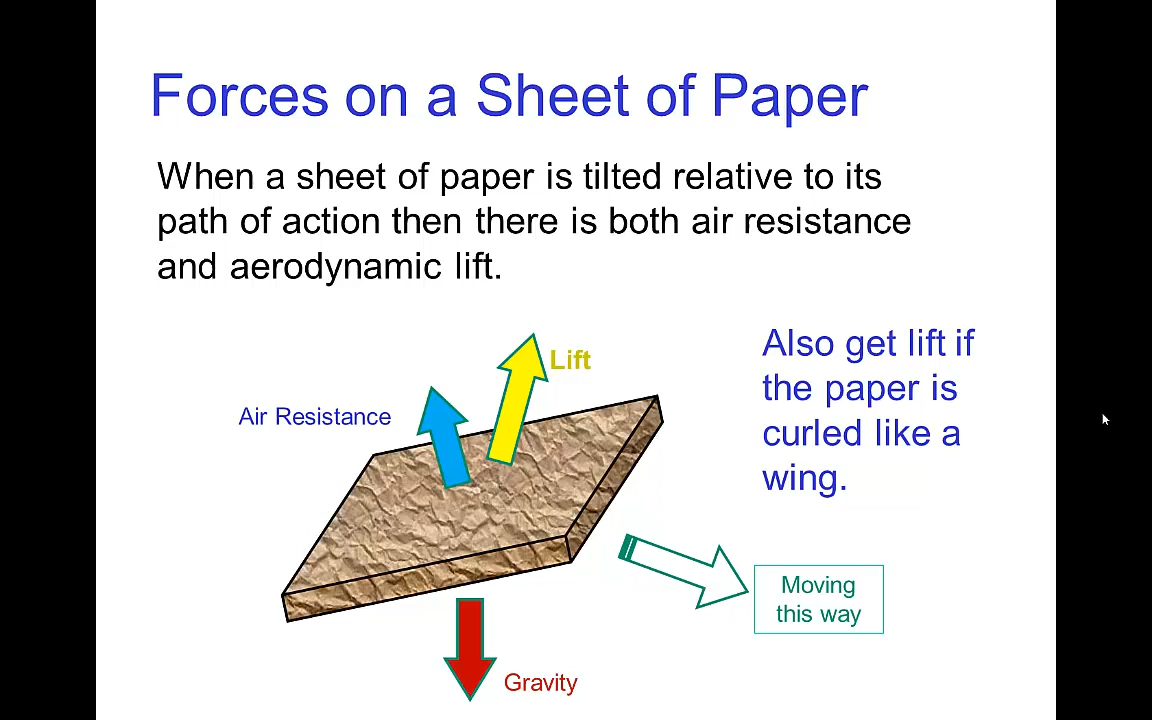 Forces on a Sheet of Paper
When a sheet of paper is tilted relative to its
path of action then there is both air resistance
and aerodynamic lift.
Also get lift if
the paper is
curled like a
wing.
Lift
Air Resistance
Moving
this way
Gravity